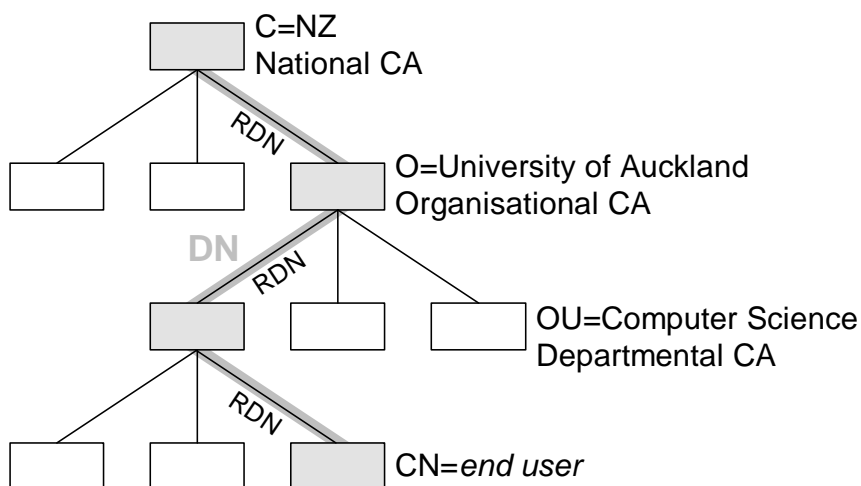 C=NZ
National CA
RDN
O=University of Auckland
Organisational CA
DN
RDN
OU=Computer Science
Departmental CA
RDN
CN=end user